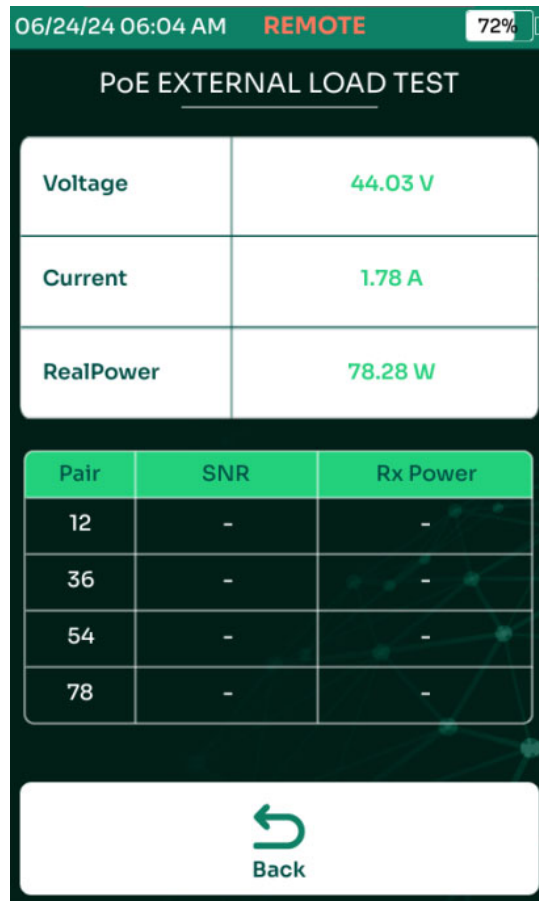 06/24/24 06:04 AM REMOTE 72%
PoE EXTERNAL LOAD TEST
Voltage 44.03 V
Current 1.78 A
RealPower 78.28 W
Pair SNR Rx Power
12 - -
36 - -
54 - -
78 - -
Back